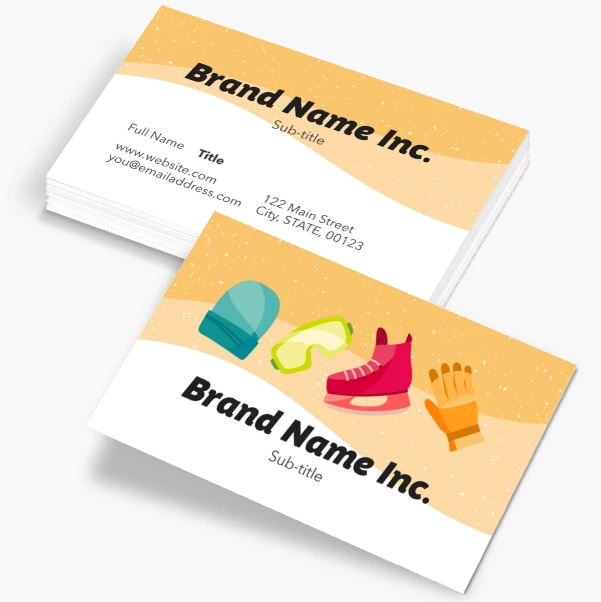 Brand Name Inc.
Sub-title
Full Name
Title
www.website.com
you@emailaddress.com
122 Main Street
City, STATE, 00123
Brand Name Inc.
Sub-title